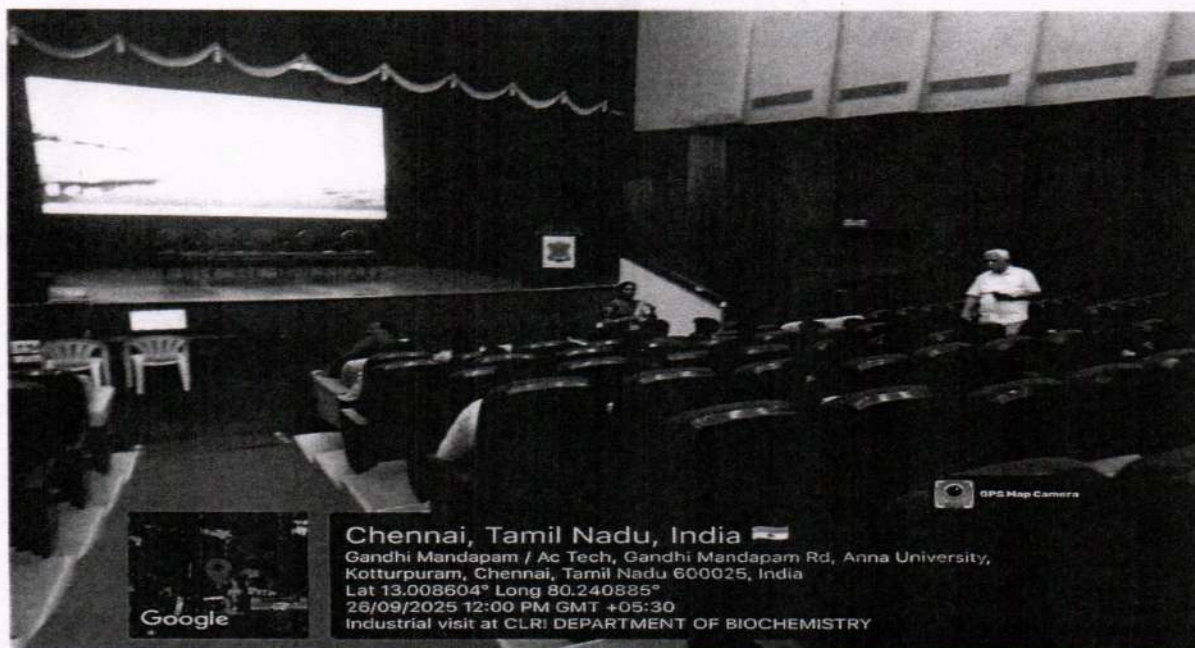 GPS Map Camera
Chennai, Tamil Nadu, India
Gandhi Mandapam / Ac Tech, Gandhi Mandapam Rd, Anna University,
Kotturpuram, Chennai, Tamil Nadu 600025, India
Lat 13.008604° Long 80.240885°
26/09/2025 12:00 PM GMT +05:30
Industrial visit at CLRI DEPARTMENT OF BIOCHEMISTRY
Google